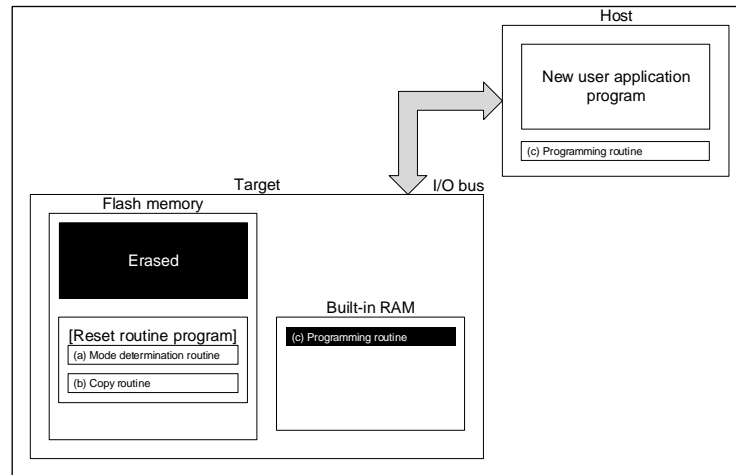 Host
New user application
program
(c) Programming routine
I/O bus
Target
Flash memory
Erased
Built-in RAM
[Reset routine program]
(a) Mode determination routine
(b) Copy routine
(c) Programming routine